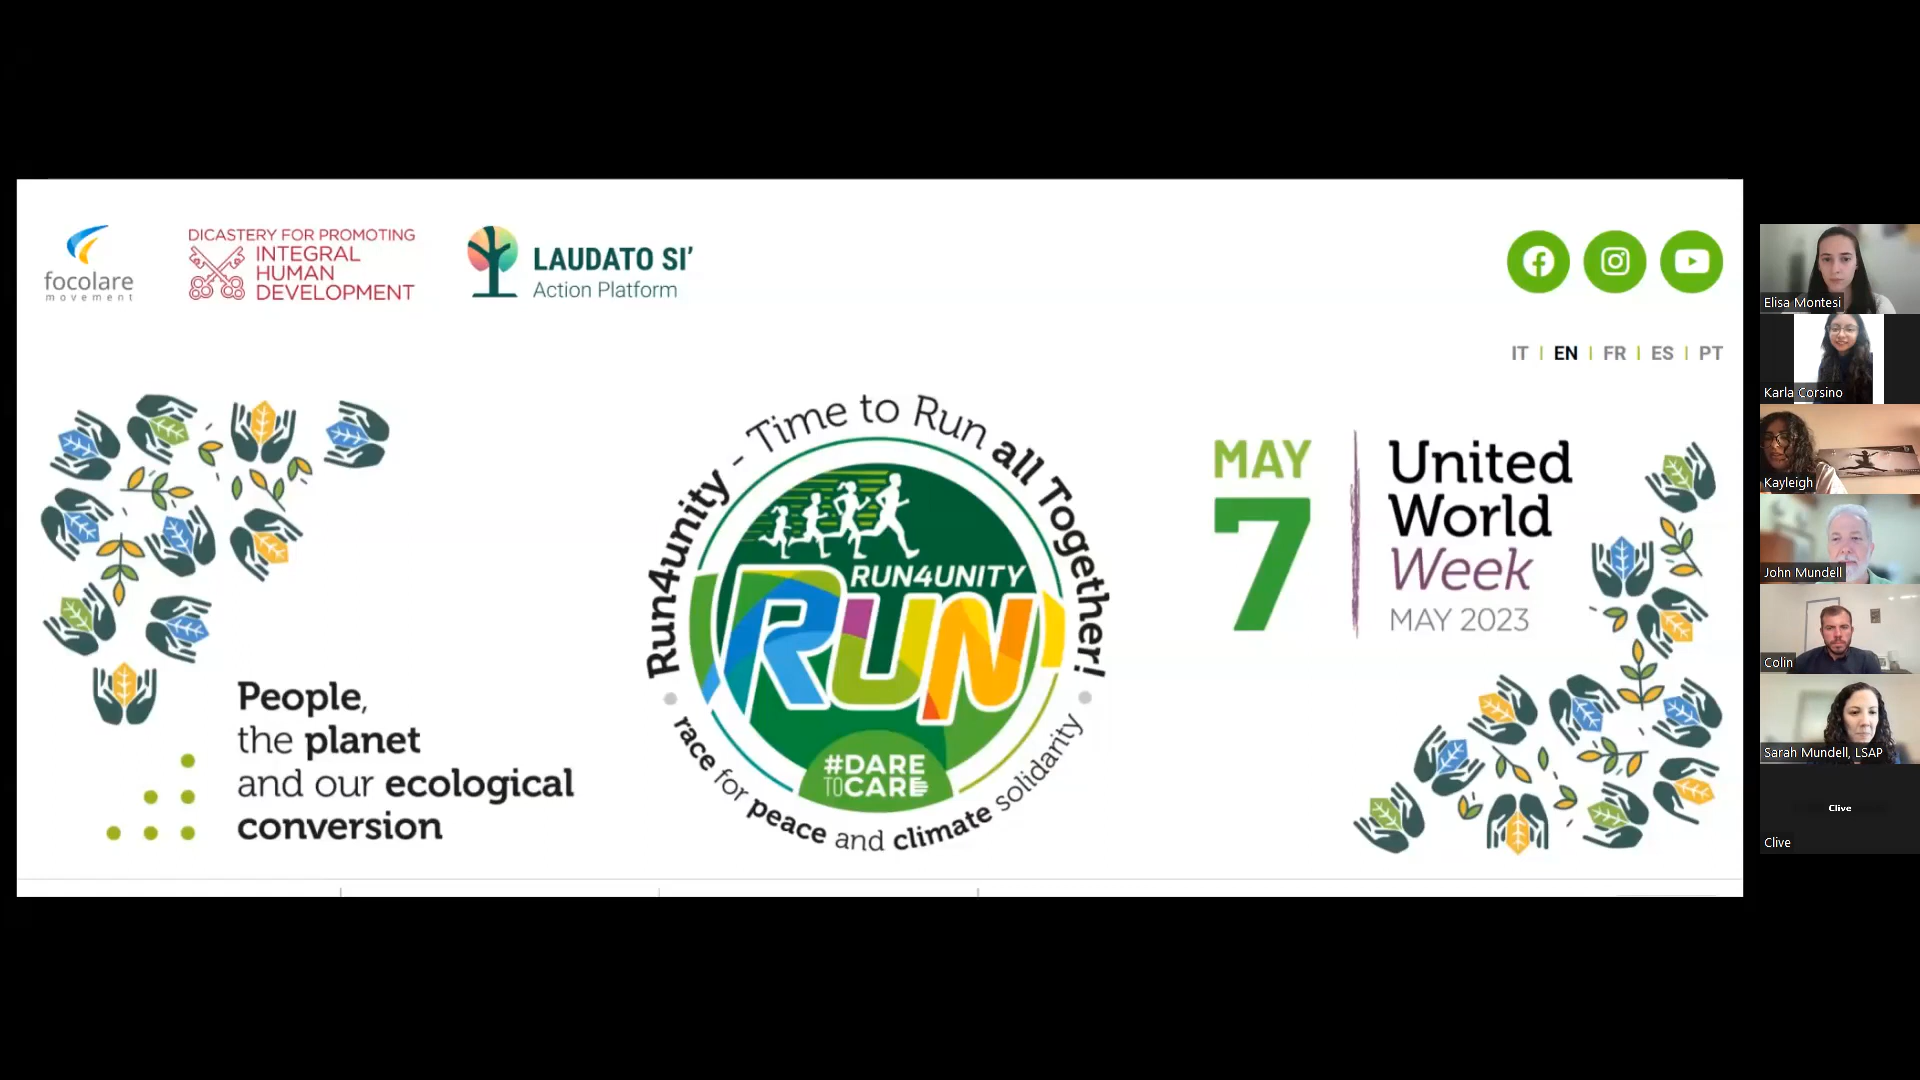 focolare
movement
DICASTERY FOR PROMOTING
INTEGRAL
HUMAN
DEVELOPMENT
LAUDATO SI'
Action Platform
IT | EN | FR | ES | PT
Run4unity - Time to Run all Together!
RUN4UNITY
RUN
#DARE
TO CARE
race for peace and climate solidarity
MAY
7
United
World
Week
MAY 2023
People,
the planet
and our ecological
conversion
Elisa Montesi
Karla Corsino
Kayleigh
John Mundell
Colin
Sarah Mundell, LSAP
Clive
Clive